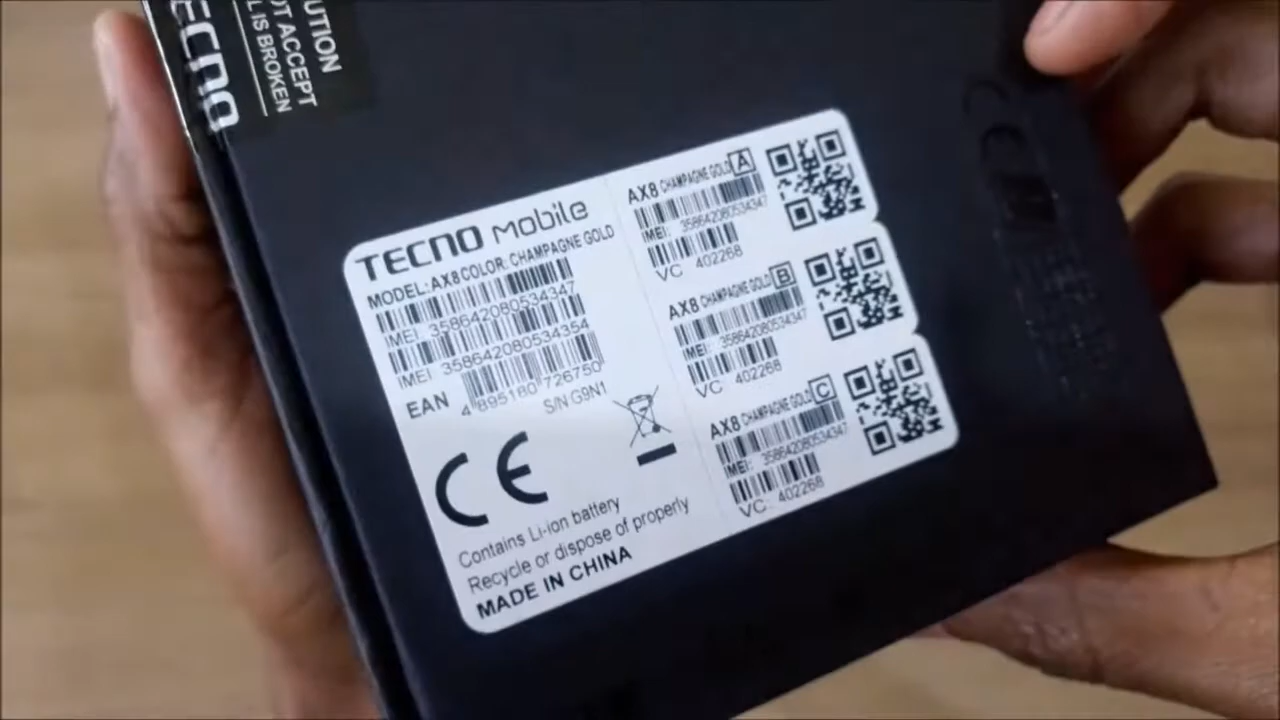 TECNO
UTION
OT ACCEPT
L IS BROKEN
TECNO mobile
MODEL: AX8 COLOR: CHAMPAGNE GOLD
IMEI 358642080534347
IMEI 358642080534354
EAN 4 895180 726750
S/N G9N1
CE
Contains Li-ion battery
Recycle or dispose of properly
MADE IN CHINA
AX8 CHAMPAGNE GOLD A
IMEI: 358642080534347
VC 402268
AX8 CHAMPAGNE GOLD B
IMEI: 358642080534347
VC 402268
AX8 CHAMPAGNE GOLD C
IMEI: 358642080534347
VC: 402268